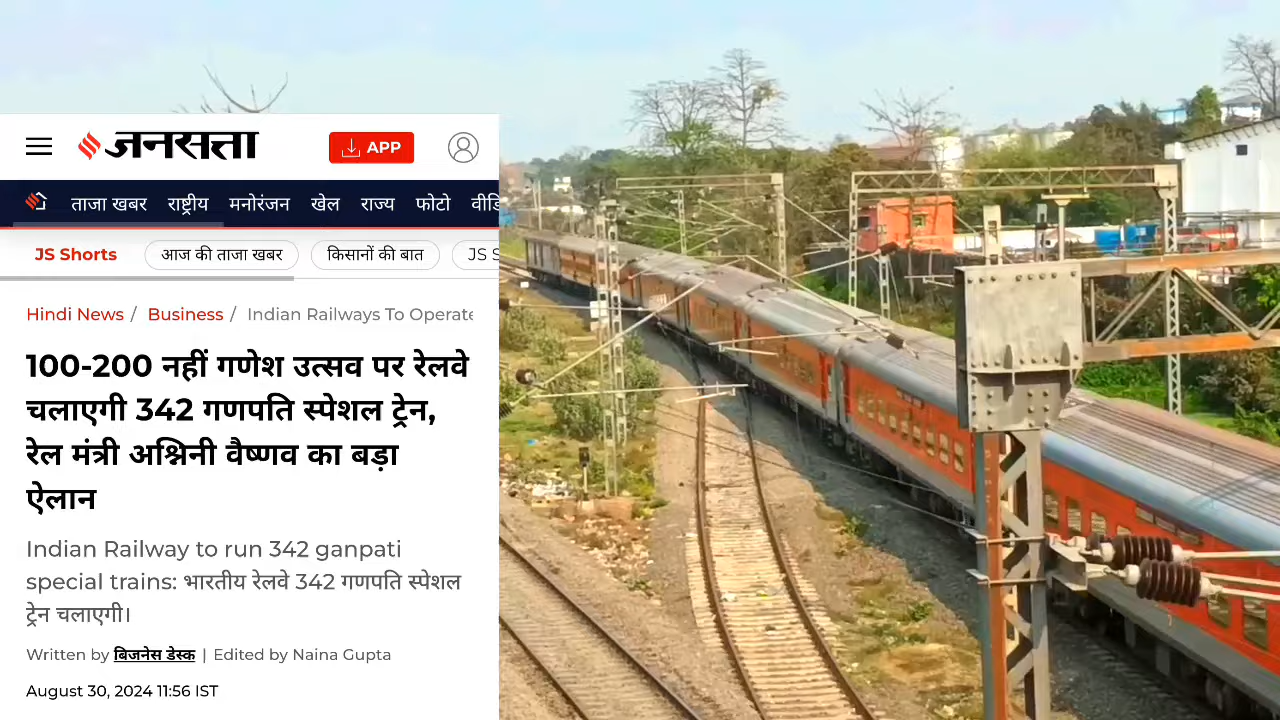 जनसत्ता
APP
ताजा खबर राष्ट्रीय मनोरंजन खेल राज्य फोटो
JS Shorts आज की ताजा खबर किसानों की बात JS
Hindi News / Business / Indian Railways To Operate
100-200 नहीं गणेश उत्सव पर रेलवे
चलाएगी 342 गणपति स्पेशल ट्रेन,
रेल मंत्री अश्विनी वैष्णव का बड़ा
ऐलान
Indian Railway to run 342 ganpati
special trains: भारतीय रेलवे 342 गणपति स्पेशल
ट्रेन चलाएगी।
Written by बिजनेस डेस्क | Edited by Naina Gupta
August 30, 2024 11:56 IST